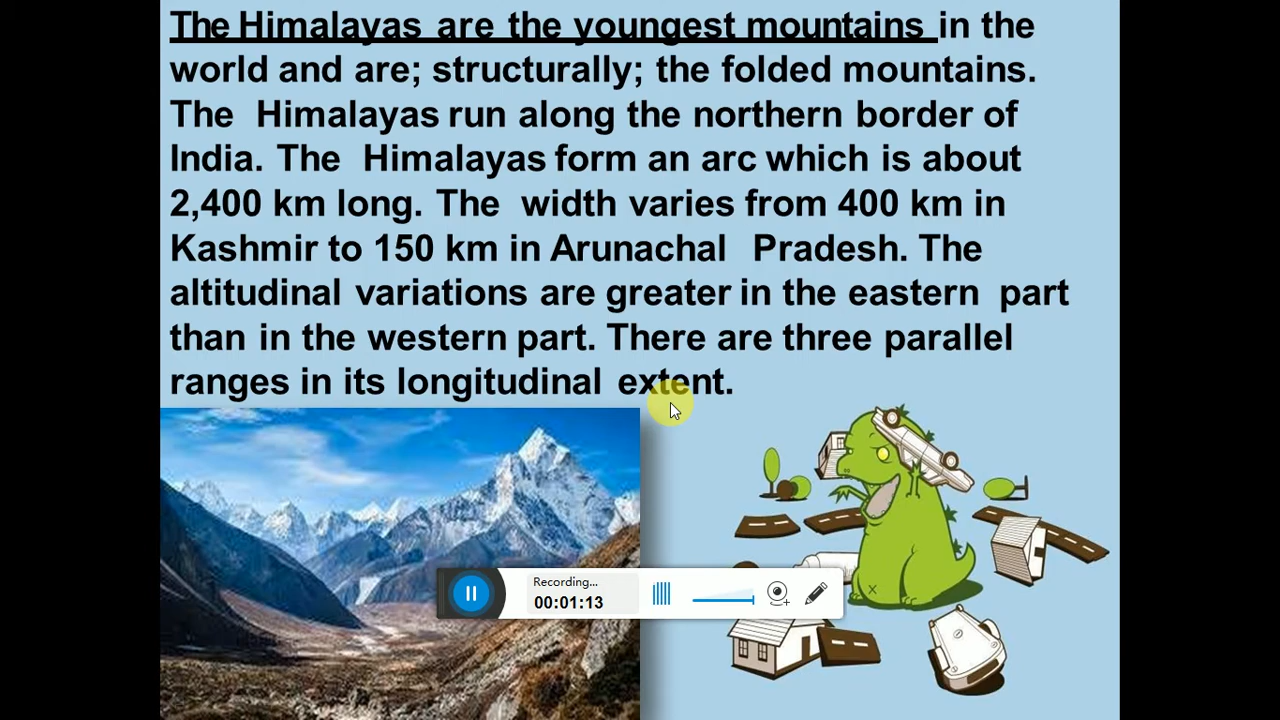 The Himalayas are the youngest mountains in the
world and are; structurally; the folded mountains.
The Himalayas run along the northern border of
India. The Himalayas form an arc which is about
2,400 km long. The width varies from 400 km in
Kashmir to 150 km in Arunachal Pradesh. The
altitudinal variations are greater in the eastern part
than in the western part. There are three parallel
ranges in its longitudinal extent.
Recording...
00:01:13